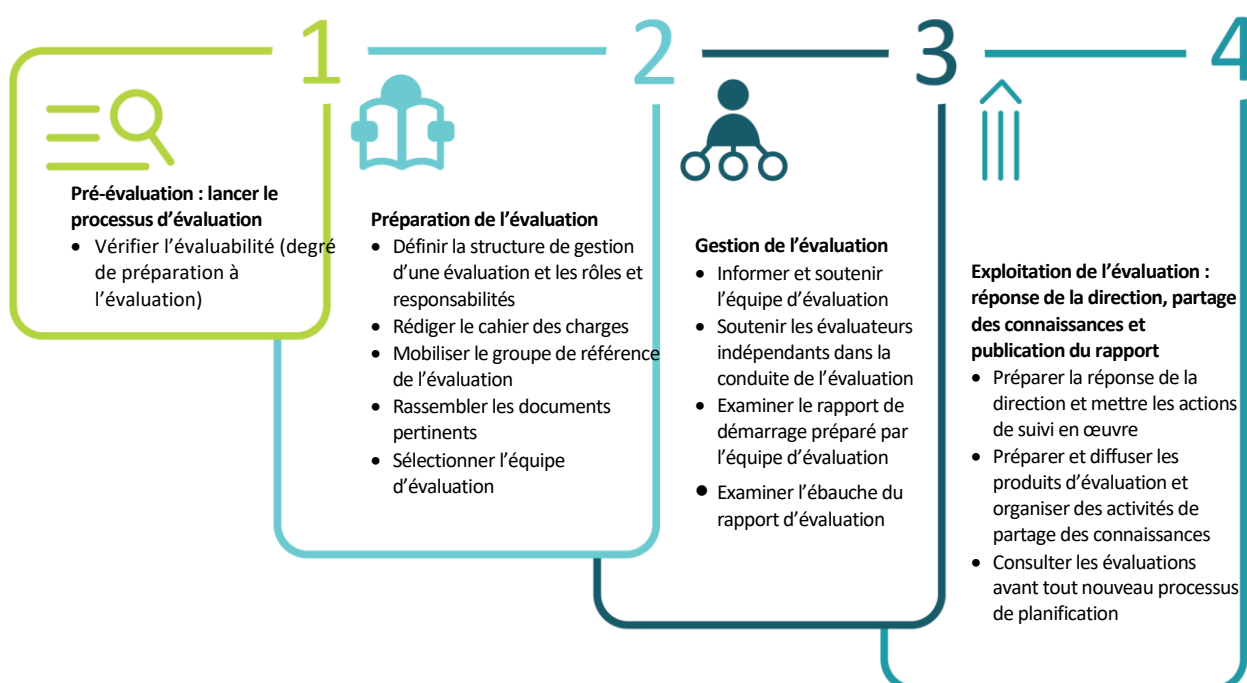 1
Pré-évaluation : lancer le
processus d’évaluation
• Vérifier l’évaluabilité (degré
de préparation à
l’évaluation)
2
Préparation de l’évaluation
• Définir la structure de gestion
d’une évaluation et les rôles et
responsabilités
• Rédiger le cahier des charges
• Mobiliser le groupe de référence
de l’évaluation
• Rassembler les documents
pertinents
• Sélectionner l’équipe
d’évaluation
3
Gestion de l’évaluation
• Informer et soutenir
l’équipe d’évaluation
• Soutenir les évaluateurs
indépendants dans la
conduite de l’évaluation
• Examiner le rapport de
démarrage préparé par
l’équipe d’évaluation
• Examiner l’ébauche du
rapport d’évaluation
4
Exploitation de l’évaluation :
réponse de la direction, partage
des connaissances et
publication du rapport
• Préparer la réponse de la
direction et mettre les actions
de suivi en œuvre
• Préparer et diffuser les
produits d’évaluation et
organiser des activités de
partage des connaissances
• Consulter les évaluations
avant tout nouveau processus
de planification